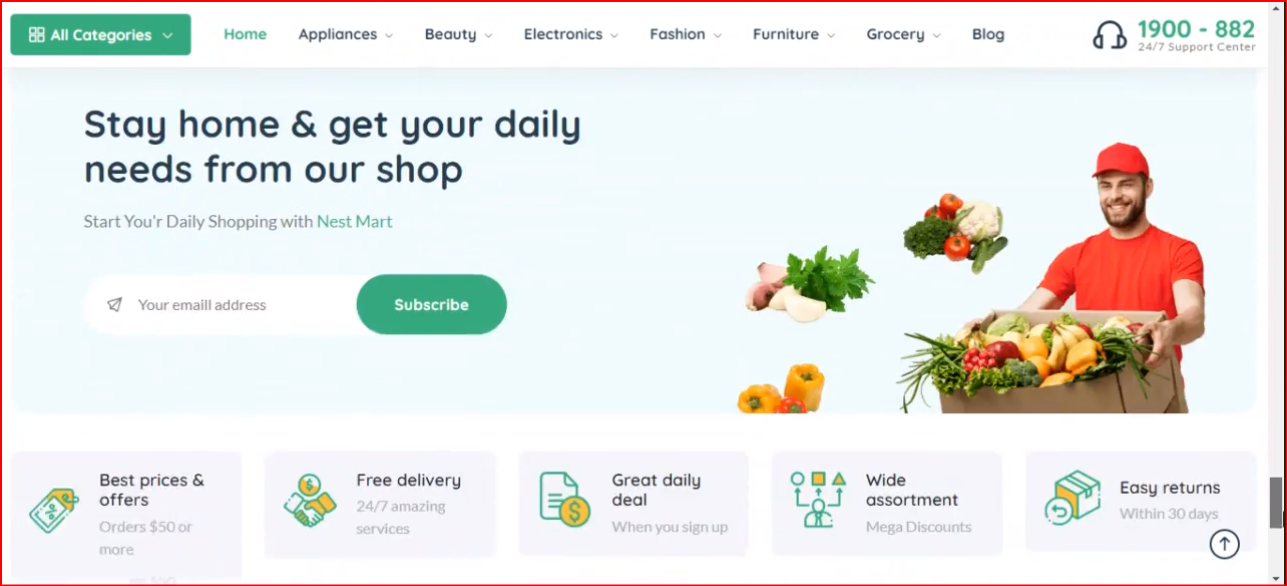 All Categories
Home
Appliances
Beauty
Electronics
Fashion
Furniture
Grocery
Blog
1900 - 882
24/7 Support Center
Stay home & get your daily
needs from our shop
Start You'r Daily Shopping with Nest Mart
Your emaill address
Subscribe
Best prices &
offers
Orders $50 or
more
Free delivery
24/7 amazing
services
Great daily
deal
When you sign up
Wide
assortment
Mega Discounts
Easy returns
Within 30 days